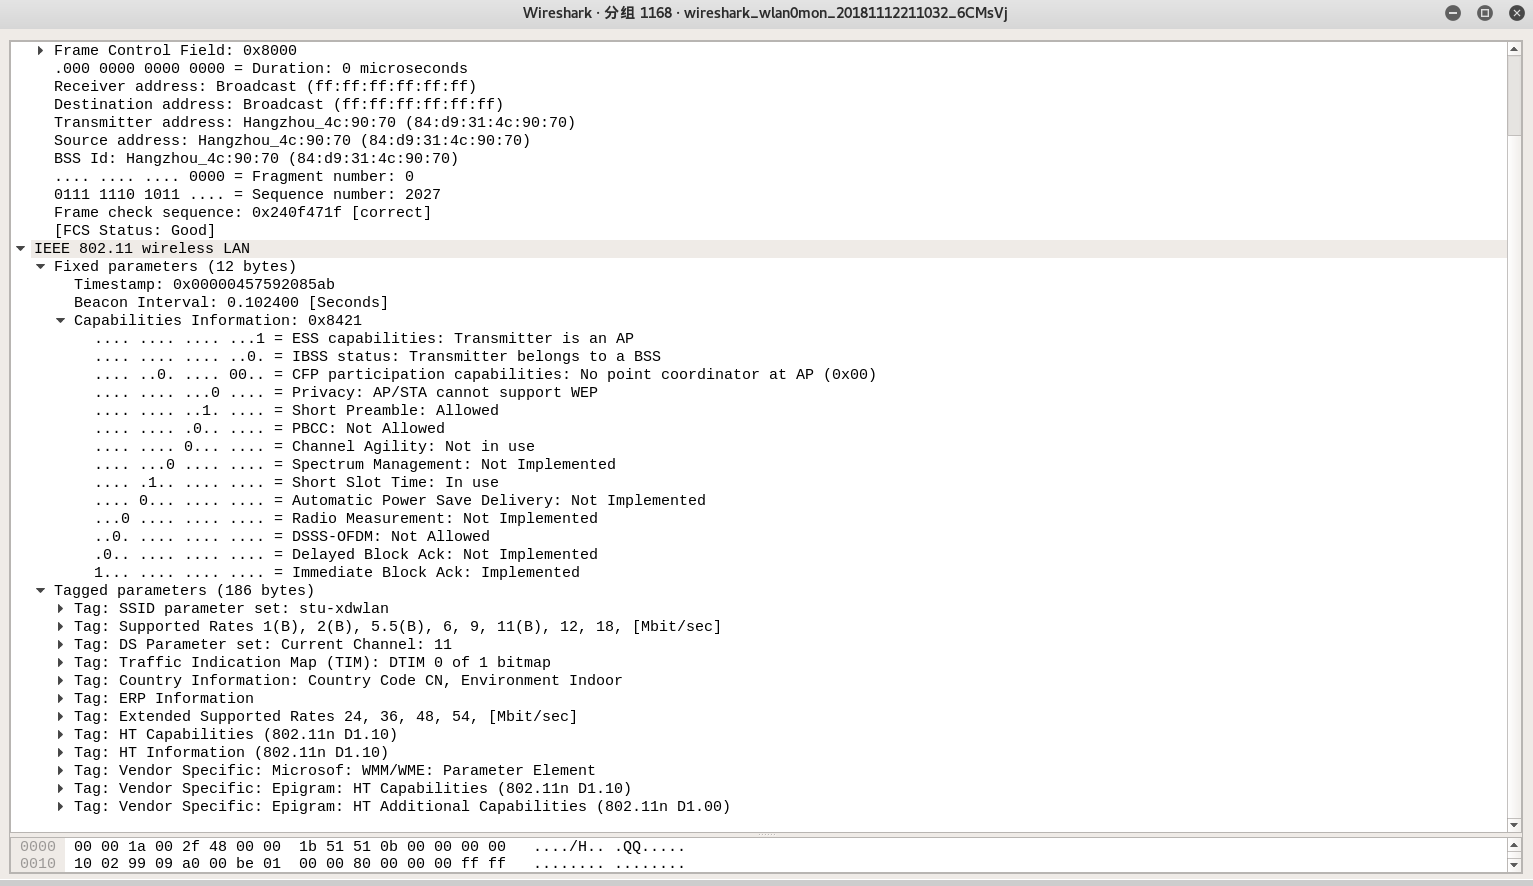 Wireshark · 分组 1168 · wireshark_wlan0mon_20181112211032_6CMsVj
Frame Control Field: 0x8000
.000 0000 0000 0000 = Duration: 0 microseconds
Receiver address: Broadcast (ff:ff:ff:ff:ff:ff)
Destination address: Broadcast (ff:ff:ff:ff:ff:ff)
Transmitter address: Hangzhou_4c:90:70 (84:d9:31:4c:90:70)
Source address: Hangzhou_4c:90:70 (84:d9:31:4c:90:70)
BSS Id: Hangzhou_4c:90:70 (84:d9:31:4c:90:70)
.... .... .... 0000 = Fragment number: 0
0111 1110 1011 .... = Sequence number: 2027
Frame check sequence: 0x240f471f [correct]
[FCS Status: Good]
IEEE 802.11 wireless LAN
Fixed parameters (12 bytes)
Timestamp: 0x00000457592085ab
Beacon Interval: 0.102400 [Seconds]
Capabilities Information: 0x8421
.... .... .... ...1 = ESS capabilities: Transmitter is an AP
.... .... .... ..0. = IBSS status: Transmitter belongs to a BSS
.... ..0. .... 00.. = CFP participation capabilities: No point coordinator at AP (0x00)
.... .... ...0 .... = Privacy: AP/STA cannot support WEP
.... .... ..1. .... = Short Preamble: Allowed
.... .... .0.. .... = PBCC: Not Allowed
.... .... 0... .... = Channel Agility: Not in use
.... ...0 .... .... = Spectrum Management: Not Implemented
.... .1.. .... .... = Short Slot Time: In use
.... 0... .... .... = Automatic Power Save Delivery: Not Implemented
...0 .... .... .... = Radio Measurement: Not Implemented
..0. .... .... .... = DSSS-OFDM: Not Allowed
.0.. .... .... .... = Delayed Block Ack: Not Implemented
1... .... .... .... = Immediate Block Ack: Implemented
Tagged parameters (186 bytes)
Tag: SSID parameter set: stu-xdwlan
Tag: Supported Rates 1(B), 2(B), 5.5(B), 6, 9, 11(B), 12, 18, [Mbit/sec]
Tag: DS Parameter set: Current Channel: 11
Tag: Traffic Indication Map (TIM): DTIM 0 of 1 bitmap
Tag: Country Information: Country Code CN, Environment Indoor
Tag: ERP Information
Tag: Extended Supported Rates 24, 36, 48, 54, [Mbit/sec]
Tag: HT Capabilities (802.11n D1.10)
Tag: HT Information (802.11n D1.10)
Tag: Vendor Specific: Microsof: WMM/WME: Parameter Element
Tag: Vendor Specific: Epigram: HT Capabilities (802.11n D1.10)
Tag: Vendor Specific: Epigram: HT Additional Capabilities (802.11n D1.00)
0000 00 00 1a 00 2f 48 00 00 1b 51 51 0b 00 00 00 00 ..../H.. .QQ.....
0010 10 02 99 09 a0 00 be 01 00 00 80 00 00 00 ff ff ........ ........